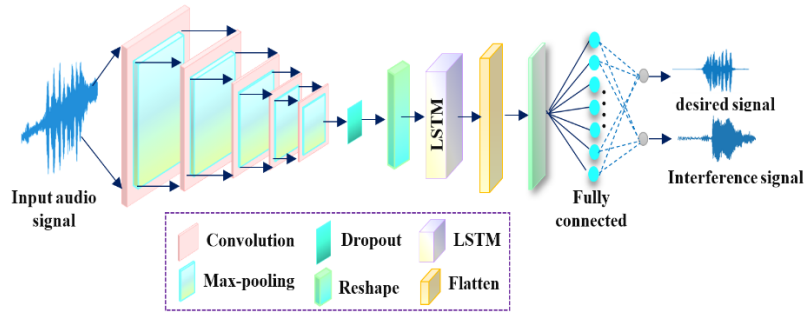 Input audio
signal
LSTM
Fully
connected
desired signal
Interference signal
Convolution
Dropout
LSTM
Max-pooling
Reshape
Flatten